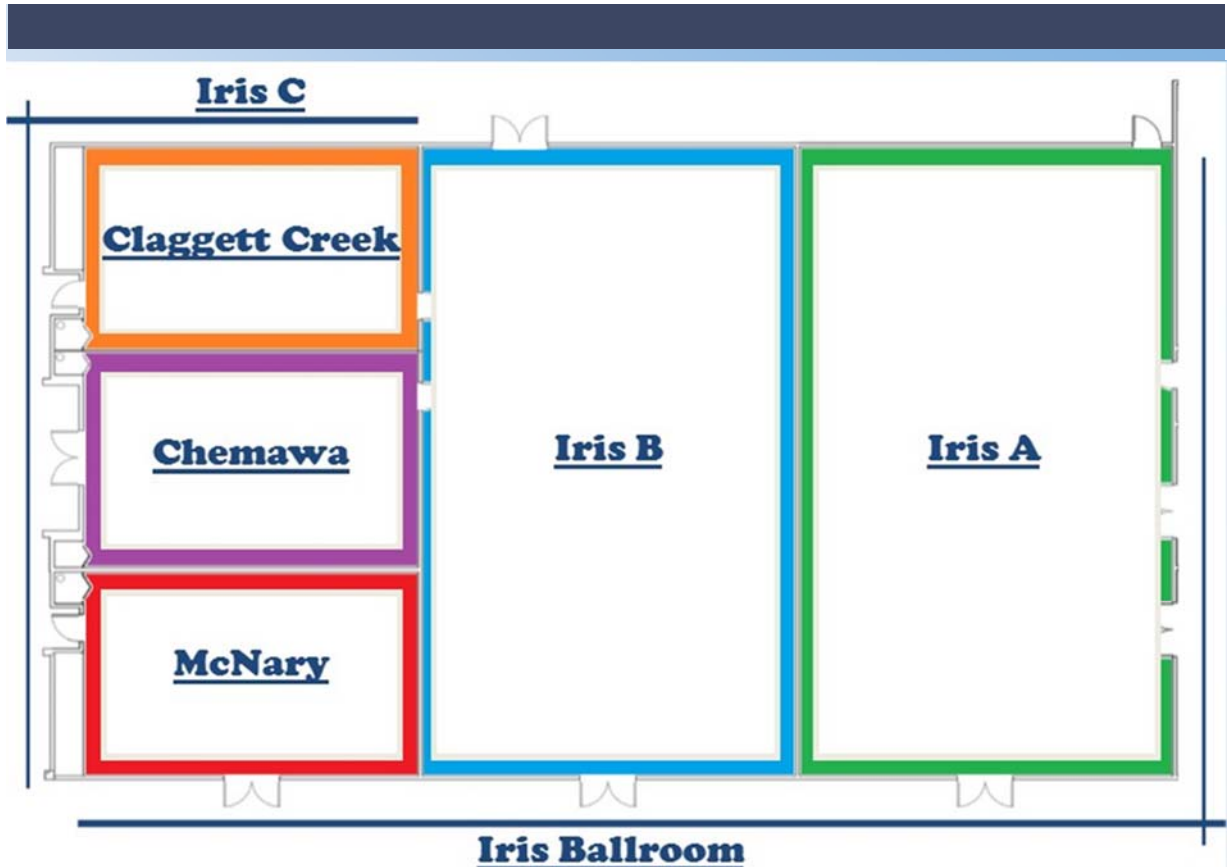 Iris C
Claggett Creek
Chemawa
Iris B
Iris A
McNary
Iris Ballroom